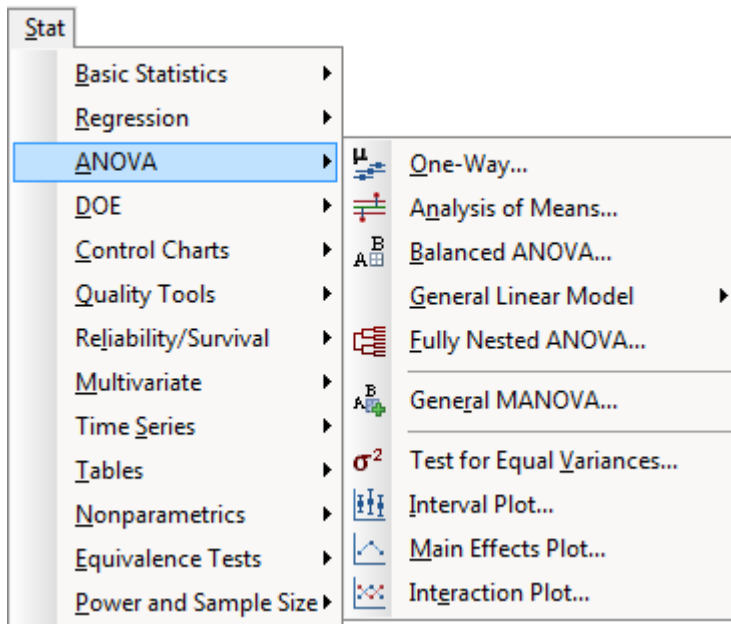 Stat
Basic Statistics
Regression
ANOVA
DOE
Control Charts
Quality Tools
Reliability/Survival
Multivariate
Time Series
Tables
Nonparametrics
Equivalence Tests
Power and Sample Size
μ One-Way...
Analysis of Means...
A B Balanced ANOVA...
General Linear Model
Fully Nested ANOVA...
A B General MANOVA...
σ² Test for Equal Variances...
Interval Plot...
Main Effects Plot...
Interaction Plot...